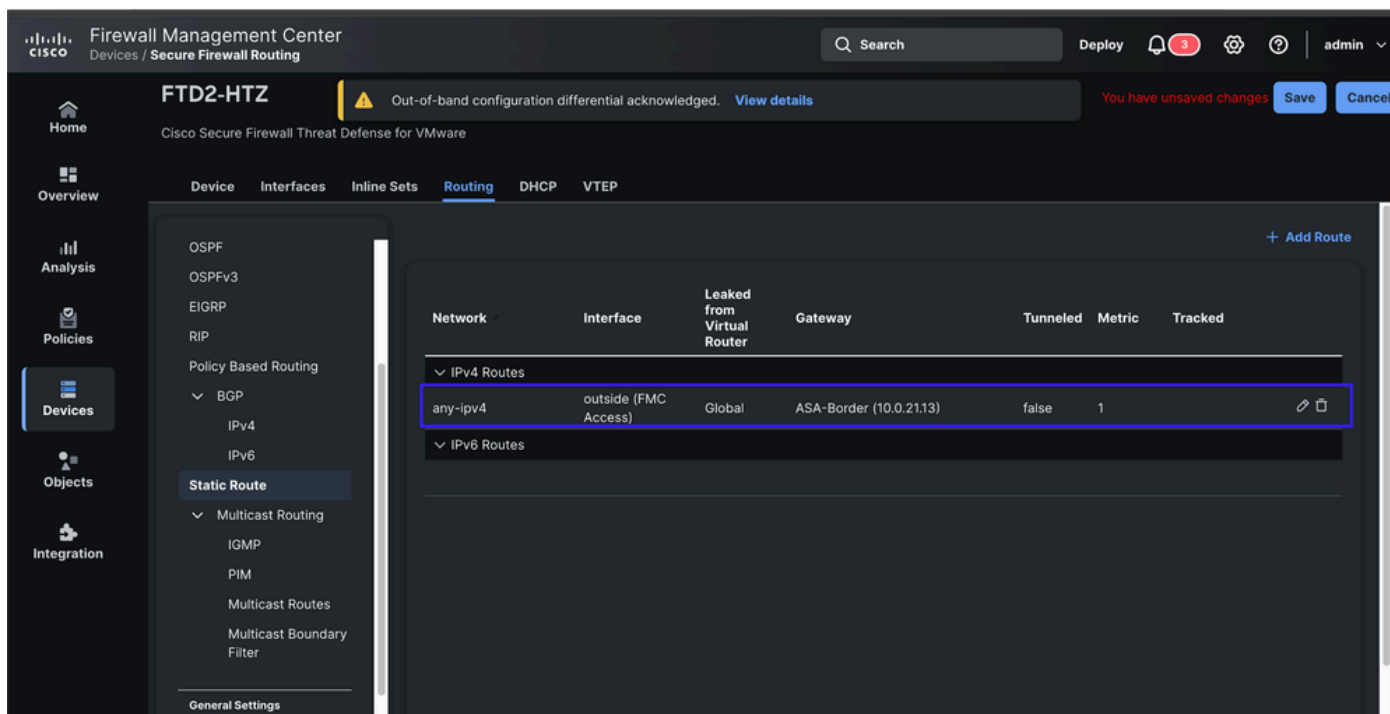 Firewall Management Center
CISCO
Devices / Secure Firewall Routing
Search
Deploy
3
admin
FTD2-HTZ
Out-of-band configuration differential acknowledged. View details
You have unsaved changes
Save
Cancel
Cisco Secure Firewall Threat Defense for VMware
Home
Overview
Analysis
Policies
Devices
Objects
Integration
Device Interfaces Inline Sets Routing DHCP VTEP
OSPF
OSPFv3
EIGRP
RIP
Policy Based Routing
BGP
IPv4
IPv6
Static Route
Multicast Routing
IGMP
PIM
Multicast Routes
Multicast Boundary
Filter
General Settings
+ Add Route
Network Interface Leaked from Virtual Router Gateway Tunneled Metric Tracked
IPv4 Routes
any-ipv4 outside (FMC Access) Global ASA-Border (10.0.21.13) false 1
IPv6 Routes